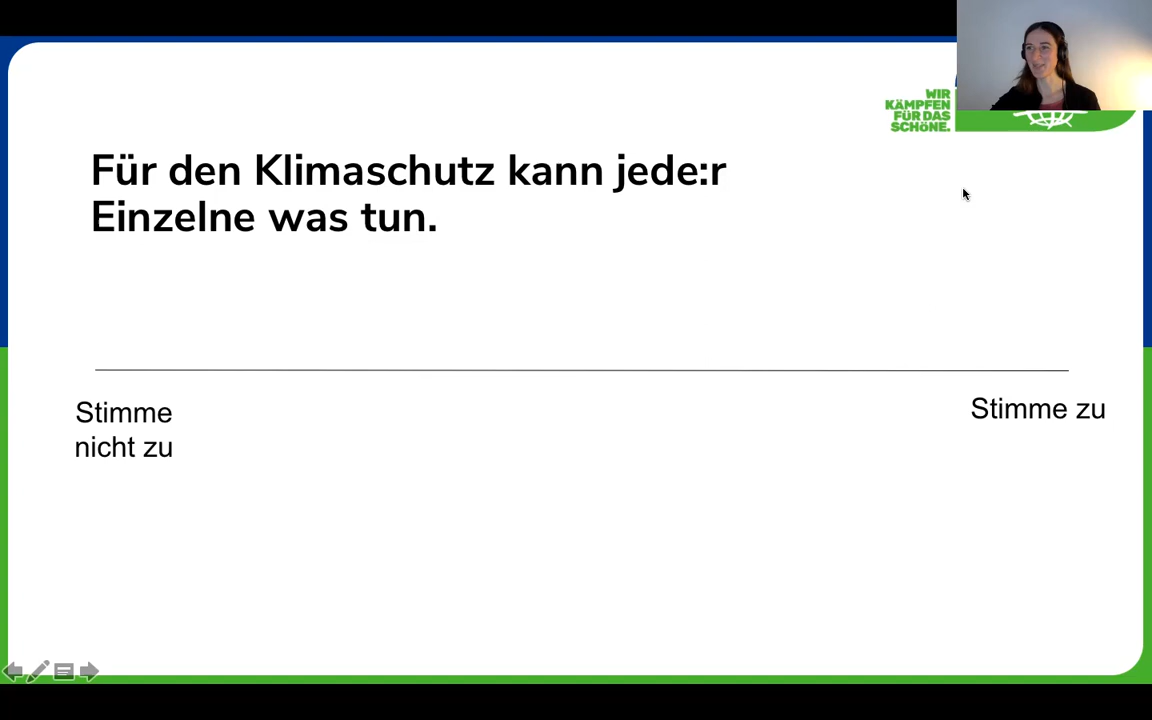 WIR
KÄMPFEN
FÜR DAS
SCHÖNE.
Für den Klimaschutz kann jede:r
Einzelne was tun.
Stimme
nicht zu
Stimme zu